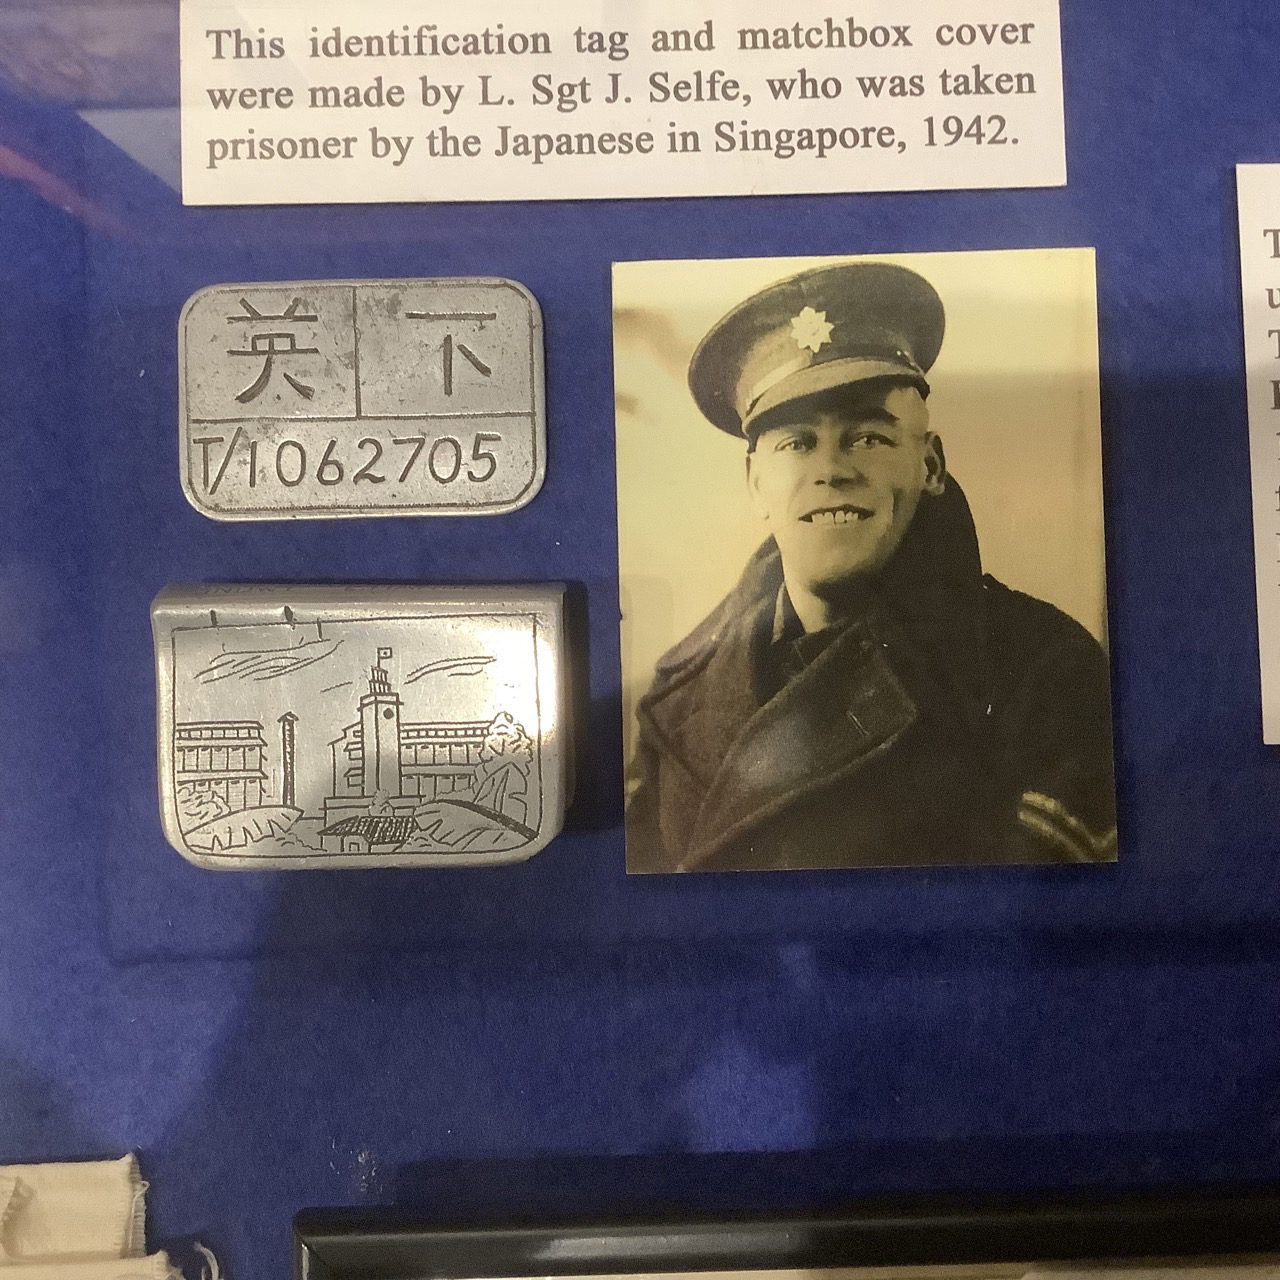 This identification tag and matchbox cover
were made by L. Sgt J. Selfe, who was taken
prisoner by the Japanese in Singapore, 1942.
英 下
T/1062705